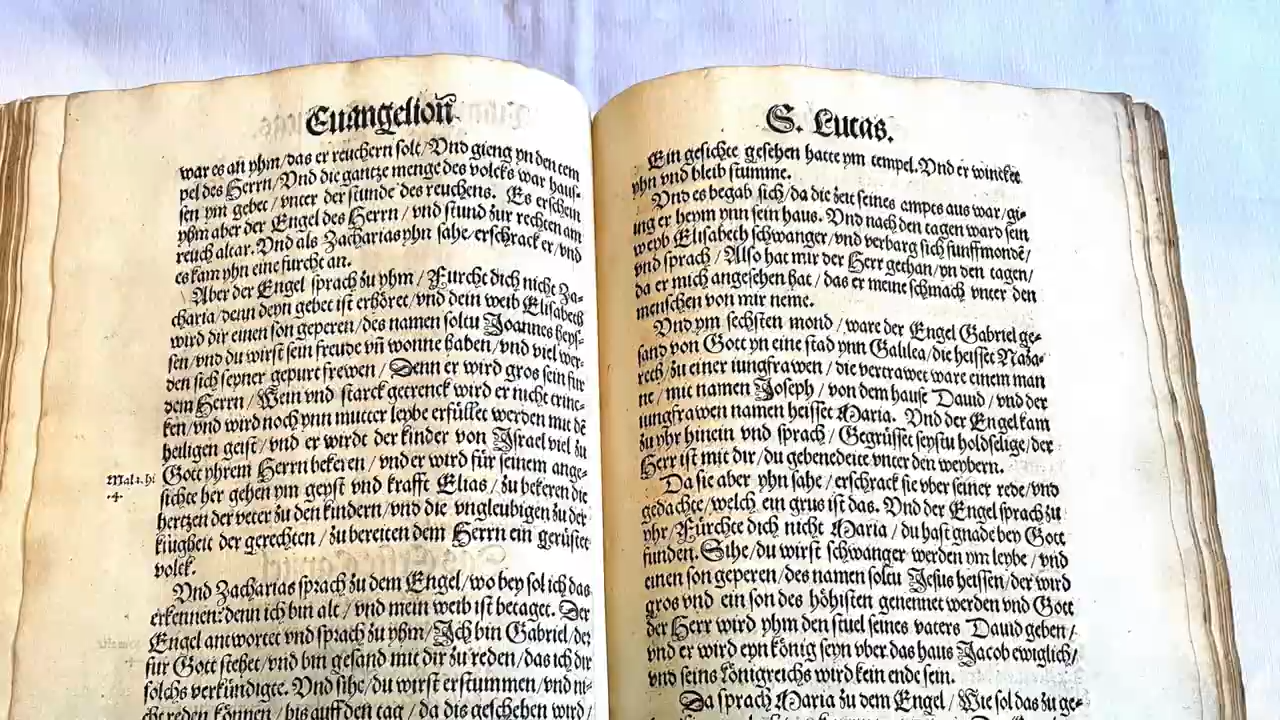 Euangelion̄
war es an̄ yhm/das er reuchern solt/Vnd gieng yn den tem
pel des Herrn/Vnd die gantze menge des volcks war haus-
sen ym gebet/vnter der stunde des reuchens. Es erschein
yhm aber der Engel des Herrn/vnd stund zur rechten am
reuch altar. Vnd als Zacharias yhn sahe/erschrack er/vnd
es kam yhn eine furcht an.
Aber der Engel sprach zu yhm/Furcht dich nicht Za-
charia/denn deyn gebet ist erhöret/vnd dein weib Elisabeth
wird dir einen son geperen/des namen soltu Joannes heys-
sen/vnd du wirst sein freude vn̄ wonne haben/vnd viel wer-
den sich seyner gepurt frewen/Denn er wird gros sein für
dem Herrn/Wein vnd starck getrenck wird er nicht trinc-
ken/vnd wird noch ynn mutter leybe erfüllet werden mit dē
heiligen geist/vnd er wirdt der kinder von Israel viel zu
Malachi
.4.
Gott yhrem Herrn bekeren/vnd er wird für seinem ange-
sichte her gehen ym geyst vnd krafft Elias/zu bekeren die
hertzen der veter zu den kindern/vnd die vngleubigen zu der
klugheit der gerechten/zu bereiten dem Herrn ein gerüstet
volck.
Vnd Zacharias sprach zu dem Engel/wo bey sol ich das
erkennen:denn ich bin alt/vnd mein weib ist betaget. Der
Engel antwortet vnd sprach zu yhm/Ich bin Gabriel/der
für Gott stehet/vnd bin gesand mit dir zu reden/das ich dir
solchs verkündigte. Vnd sihe/du wirst erstummen/vnd ni-
cht reden können/bis auff den tag/da dis geschehen wird/
S. Lucas.
Ein gesichte gesehen hatte ym tempel. Vnd er wincket
yhn vnd bleib stumme.
Vnd es begab sich/da die zeit seines ampts aus war/gi-
ing er heym ynn sein haus. Vnd nach den tagen ward sein
weyb Elisabeth schwanger/vnd verbarg sich funff mondē/
vnd sprach/Also hat mir der Herr gethan/yn den tagen/
da er mich angesehen hat/das er meine schmach vnter den
menschen von mir neme.
Vnd ym sechsten mond/ware der Engel Gabriel ge-
sand von Gott yn eine stad ynn Galilea/die heisset Naza-
reth/zu einer iungfrawen/die vertrawet ware einem man
ne/mit namen Joseph/von dem hause Dauid/vnd der
iungfrawen namen heisset Maria. Vnd der Engel kam
zu yhr hinein vnd sprach/Gegrüsset seystu holdselige/der
Herr ist mit dir/du gebenedeite vnter den weybern.
Da sie aber yhn sahe/erschrack sie vber seiner rede/vnd
gedachte/welch ein grus ist das. Vnd der Engel sprach zu
yhr/Fürchte dich nicht Maria/du hast gnade bey Gott
funden. Sihe/du wirst schwanger werden ym leybe/vnd
einen son geperen/des namen soltu Jesus heissen/der wird
gros vnd ein son des höhisten genennet werden vnd Gott
der Herr wird yhm den stuel seines vaters Dauid geben/
vnd er wird eyn könig seyn vber das haus Jacob ewiglich/
vnd seins königreichs wird kein ende sein.
Da sprach Maria zu dem Engel/Wie sol das zu ge-